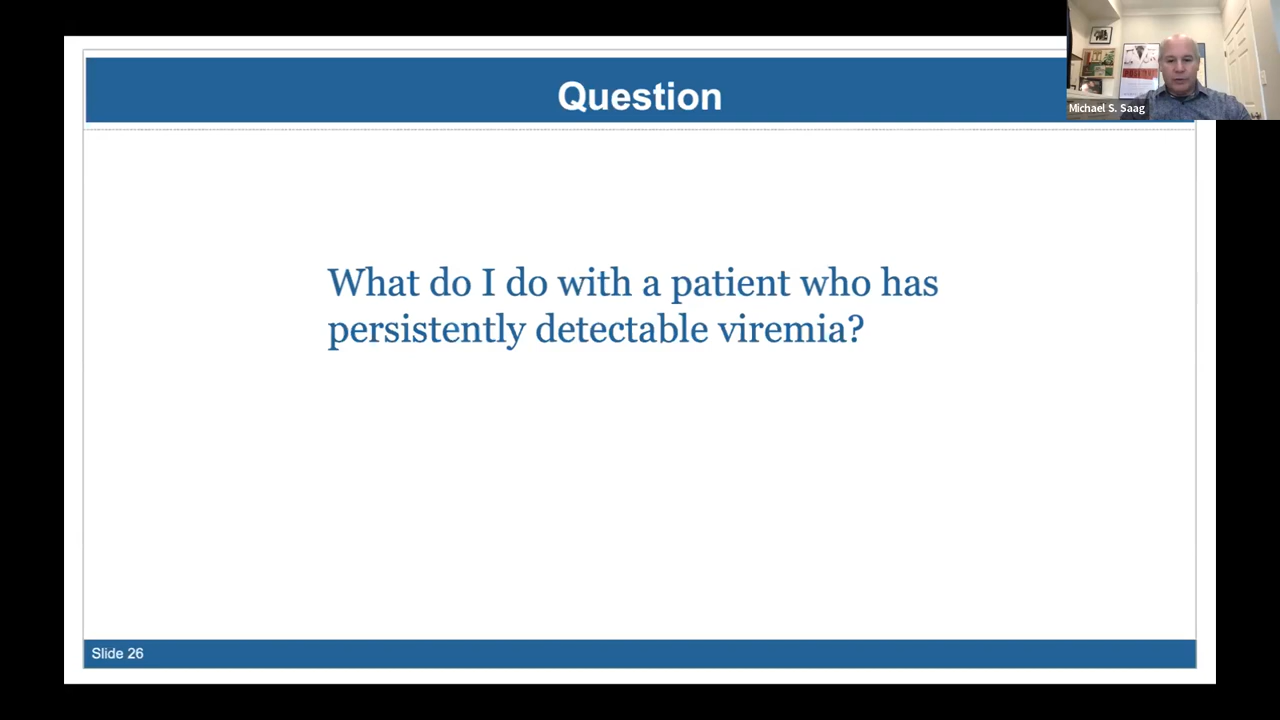 Question
Michael S. Saag
What do I do with a patient who has
persistently detectable viremia?
Slide 26